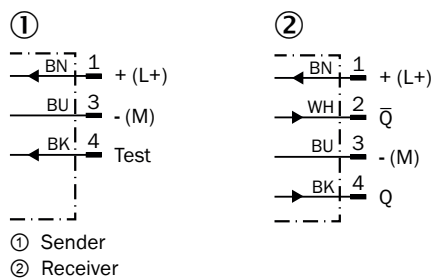 ① ②
BN 1 + (L+)
BU 3 - (M)
BK 4 Test
BN 1 + (L+)
WH 2 Q̅
BU 3 - (M)
BK 4 Q
① Sender
② Receiver